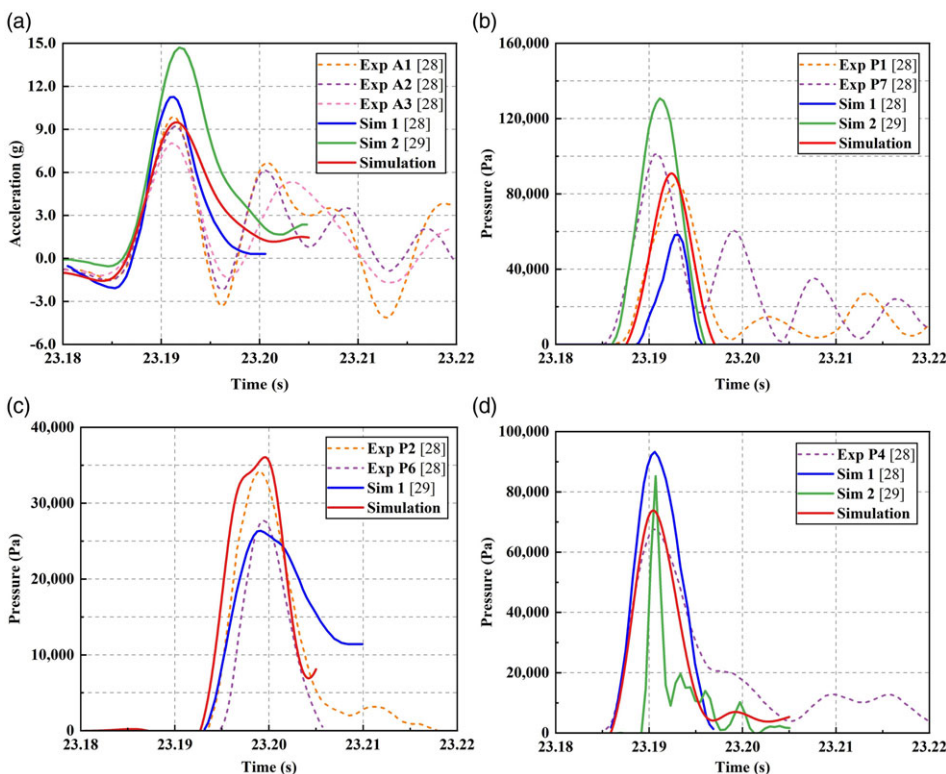 (a)
15.0
12.0
9.0
6.0
3.0
0.0
-3.0
-6.0
Acceleration (g)
23.18
23.19
23.20
23.21
23.22
Time (s)
Exp A1 [28]
Exp A2 [28]
Exp A3 [28]
Sim 1 [28]
Sim 2 [29]
Simulation
(b)
160,000
120,000
80,000
40,000
0
Pressure (Pa)
23.18
23.19
23.20
23.21
23.22
Time (s)
Exp P1 [28]
Exp P7 [28]
Sim 1 [28]
Sim 2 [29]
Simulation
(c)
40,000
30,000
20,000
10,000
0
Pressure (Pa)
23.18
23.19
23.20
23.21
23.22
Time (s)
Exp P2 [28]
Exp P6 [28]
Sim 1 [29]
Simulation
(d)
100,000
80,000
60,000
40,000
20,000
0
Pressure (Pa)
23.18
23.19
23.20
23.21
23.22
Time (s)
Exp P4 [28]
Sim 1 [28]
Sim 2 [29]
Simulation